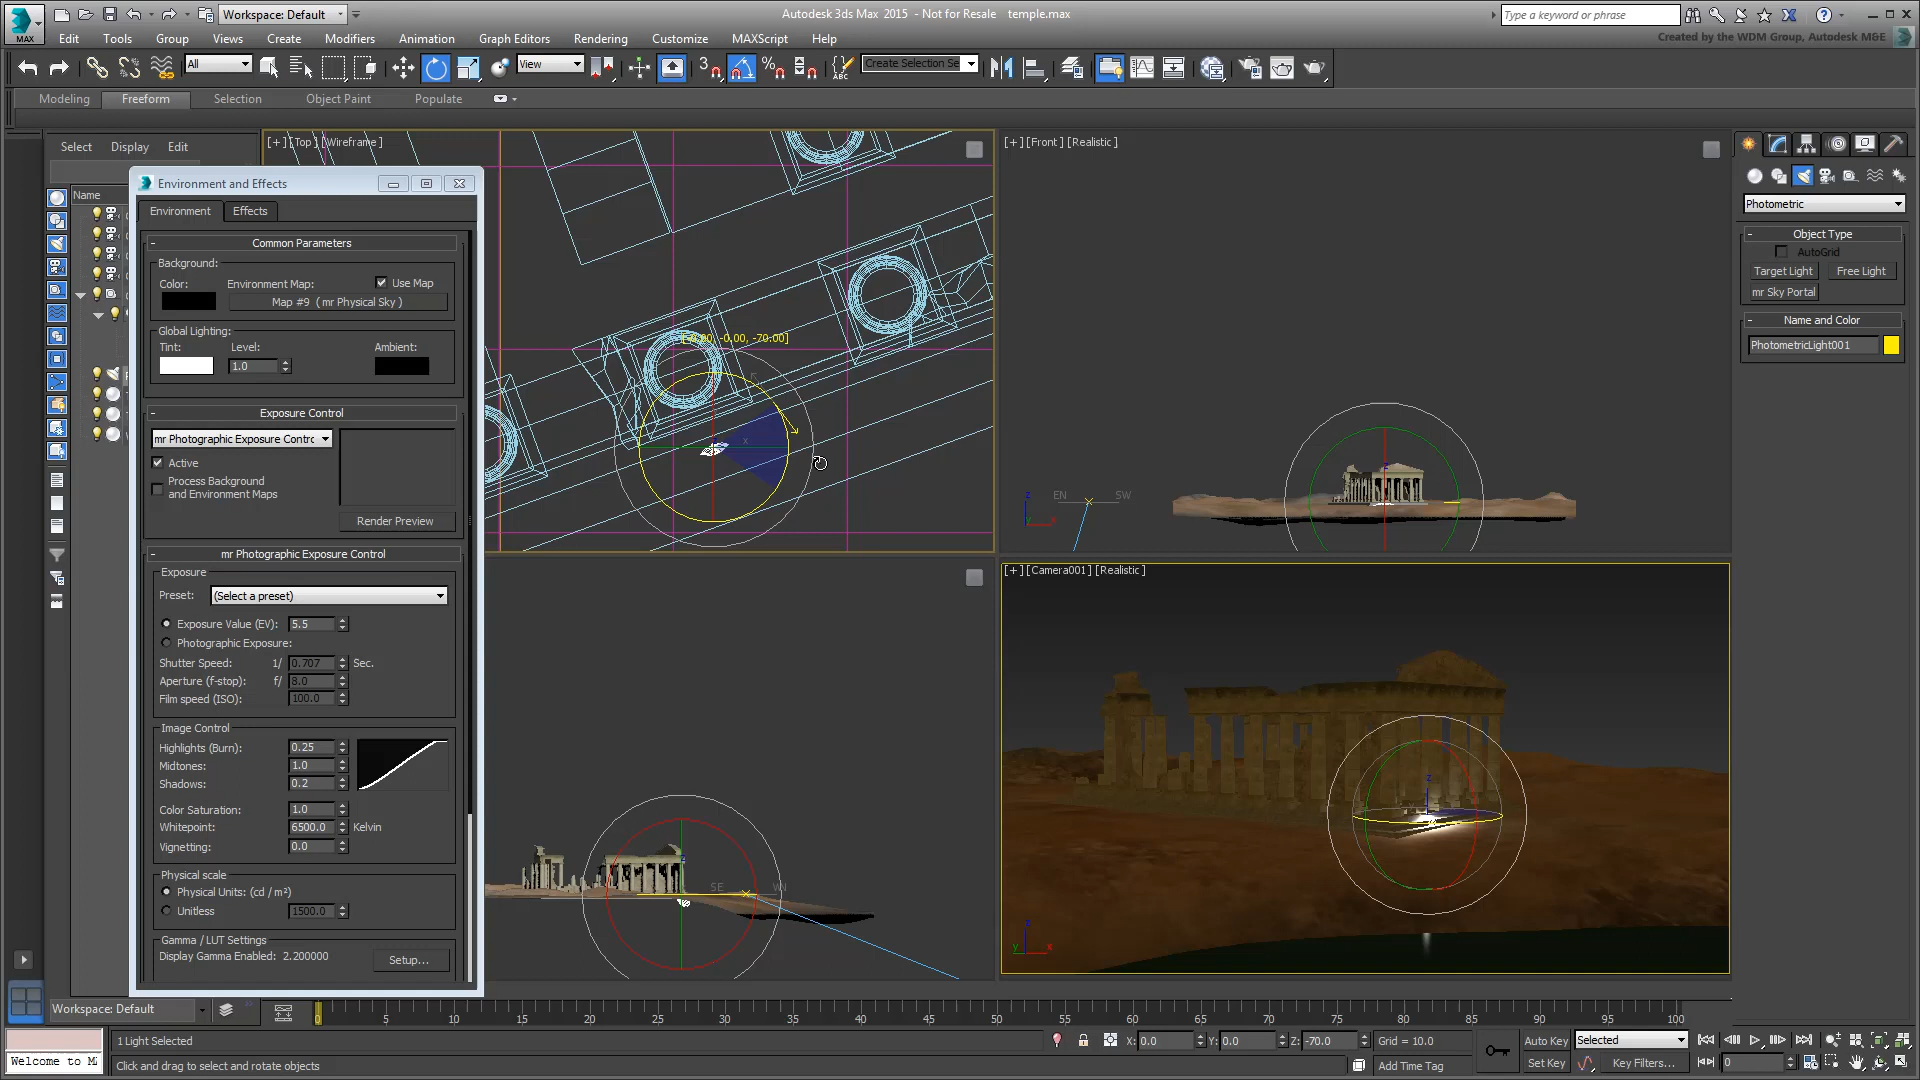 Workspace: Default
Autodesk 3ds Max 2015 - Not for Resale temple.max
Type a keyword or phrase
MAX
Edit Tools Group Views Create Modifiers Animation Graph Editors Rendering Customize MAXScript Help
Created by the WDM Group, Autodesk M&E
All View Create Selection Se
Modeling Freeform Selection Object Paint Populate
Select Display Edit
[+] [Top] [Wireframe]
[+] [Front] [Realistic]
Name
Environment and Effects
Environment Effects
Common Parameters
Background:
Color: Environment Map: Use Map
Map #9 ( mr Physical Sky )
Global Lighting:
Tint: Level: Ambient:
1.0
Exposure Control
mr Photographic Exposure Contrc
Active
Process Background
and Environment Maps
Render Preview
mr Photographic Exposure Control
Exposure
Preset: (Select a preset)
Exposure Value (EV): 5.5
Photographic Exposure:
Shutter Speed: 1/ 0.707 Sec.
Aperture (f-stop): f/ 8.0
Film speed (ISO): 100.0
Image Control
Highlights (Burn): 0.25
Midtones: 1.0
Shadows: 0.2
Color Saturation: 1.0
Whitepoint: 6500.0 Kelvin
Vignetting: 0.0
Physical scale
Physical Units: (cd / m²)
Unitless 1500.0
Gamma / LUT Settings
Display Gamma Enabled: 2.200000
Setup...
x
z
EN SW
z
x
[+] [Camera001] [Realistic]
SE WN
z
z
y x
Photometric
Object Type
AutoGrid
Target Light Free Light
mr Sky Portal
Name and Color
PhotometricLight001
Workspace: Default
5 10 15 20 25 30 35 40 45 50 55 60 65 70 75 80 85 90 95 100
1 Light Selected
X: 0.0 Y: 0.0 Z: -70.0 Grid = 10.0
Auto Key Selected
Welcome to M
Click and drag to select and rotate objects
Add Time Tag
Set Key Key Filters...
0